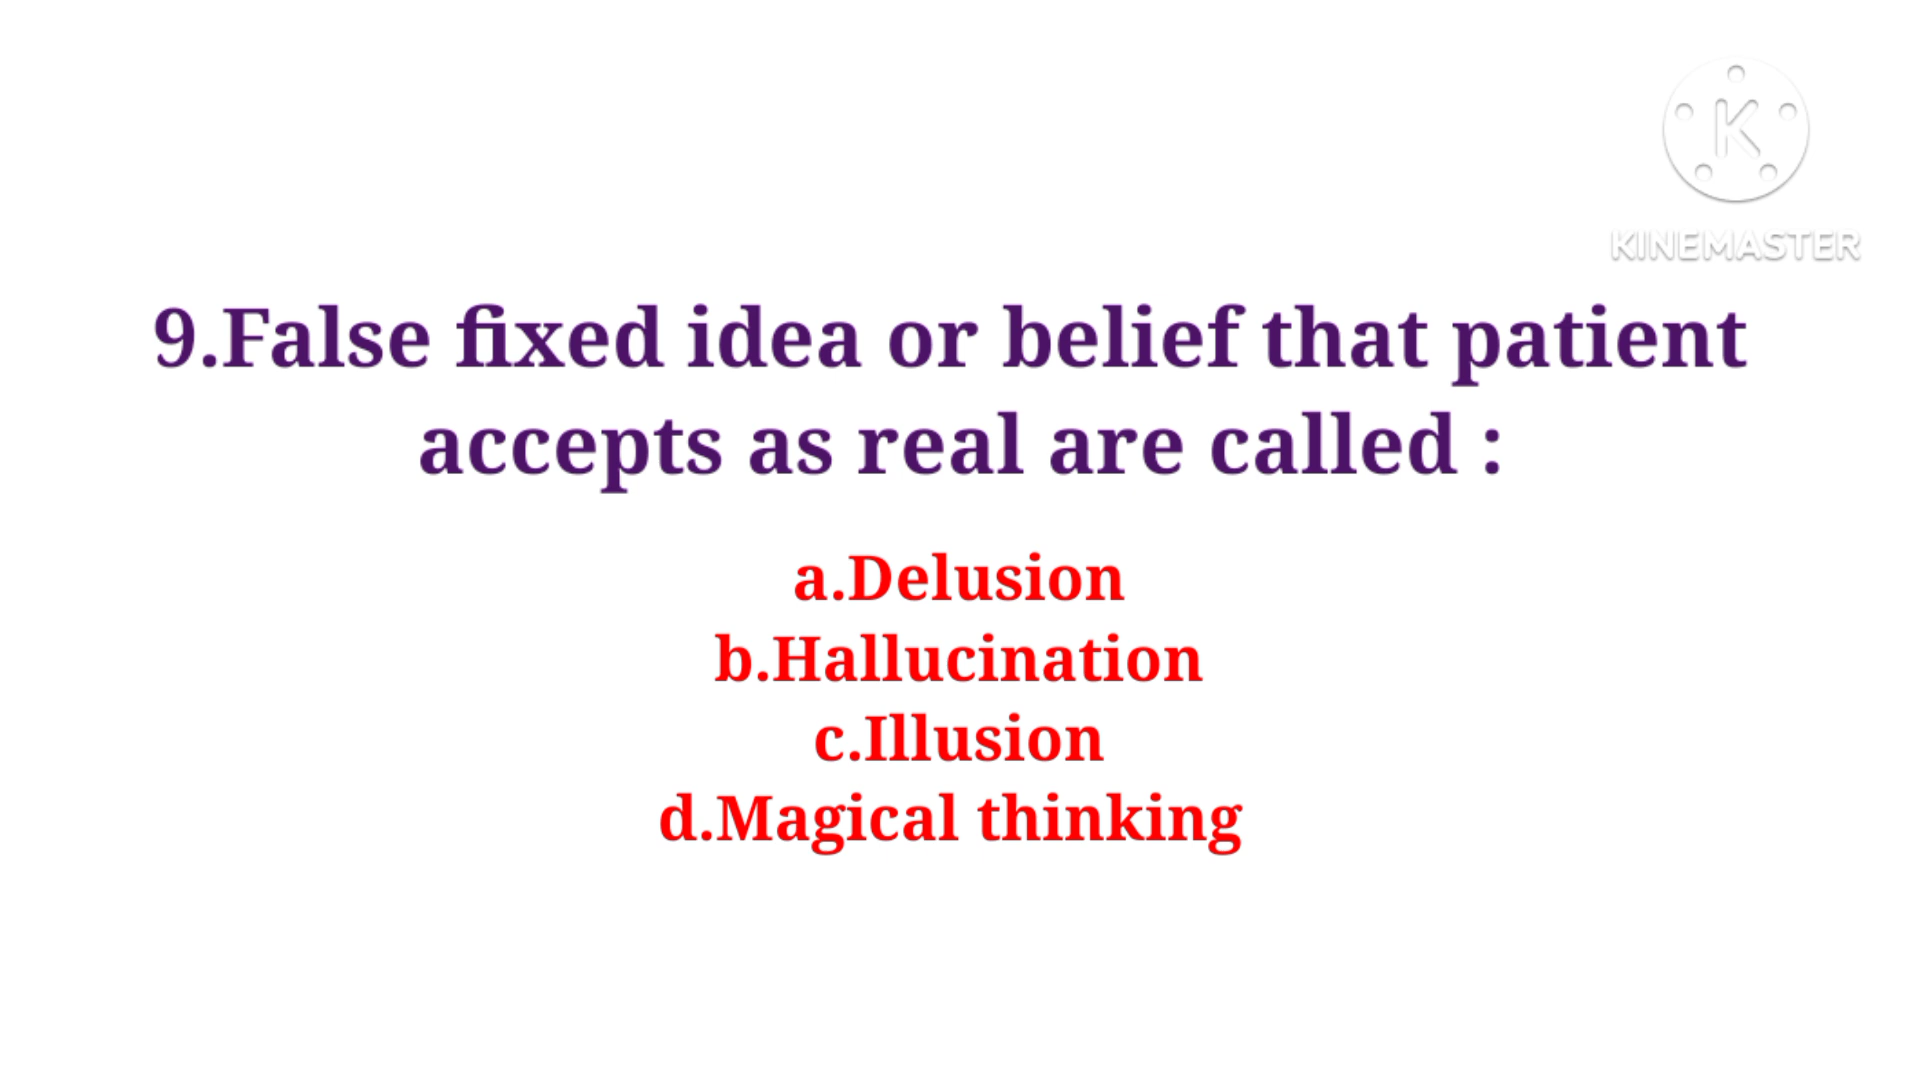 K
KINEMASTER
9.False fixed idea or belief that patient
accepts as real are called :
a.Delusion
b.Hallucination
c.Illusion
d.Magical thinking